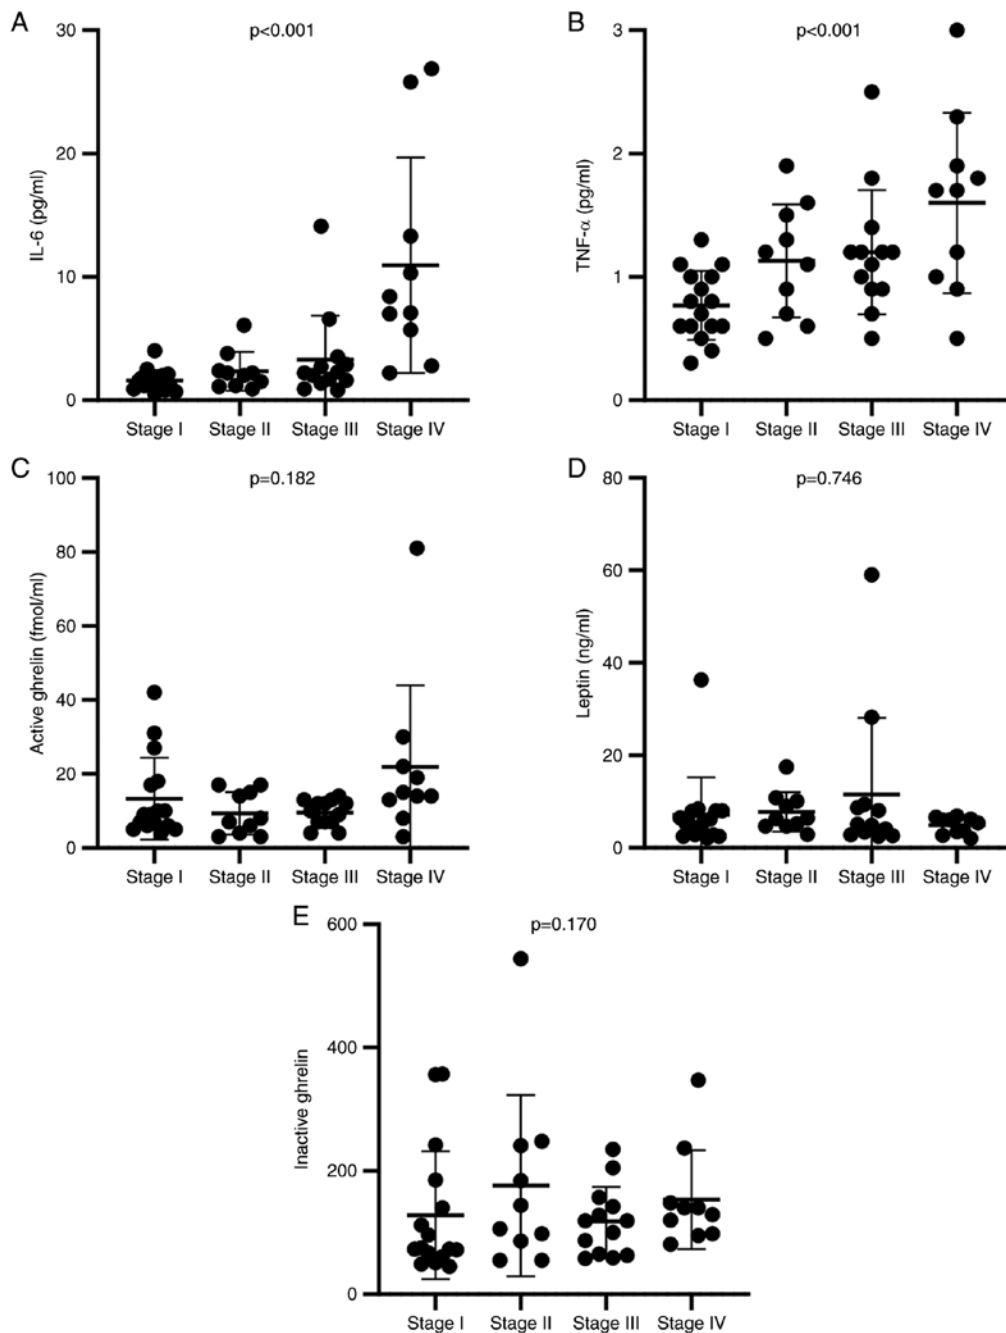 A
p<0.001
IL-6 (pg/ml)
30
20
10
0
Stage I Stage II Stage III Stage IV
B
p<0.001
TNF-α (pg/ml)
3
2
1
0
Stage I Stage II Stage III Stage IV
C
p=0.182
Active ghrelin (fmol/ml)
100
80
60
40
20
0
Stage I Stage II Stage III Stage IV
D
p=0.746
Leptin (ng/ml)
80
60
40
20
0
Stage I Stage II Stage III Stage IV
E
p=0.170
Inactive ghrelin
600
400
200
0
Stage I Stage II Stage III Stage IV